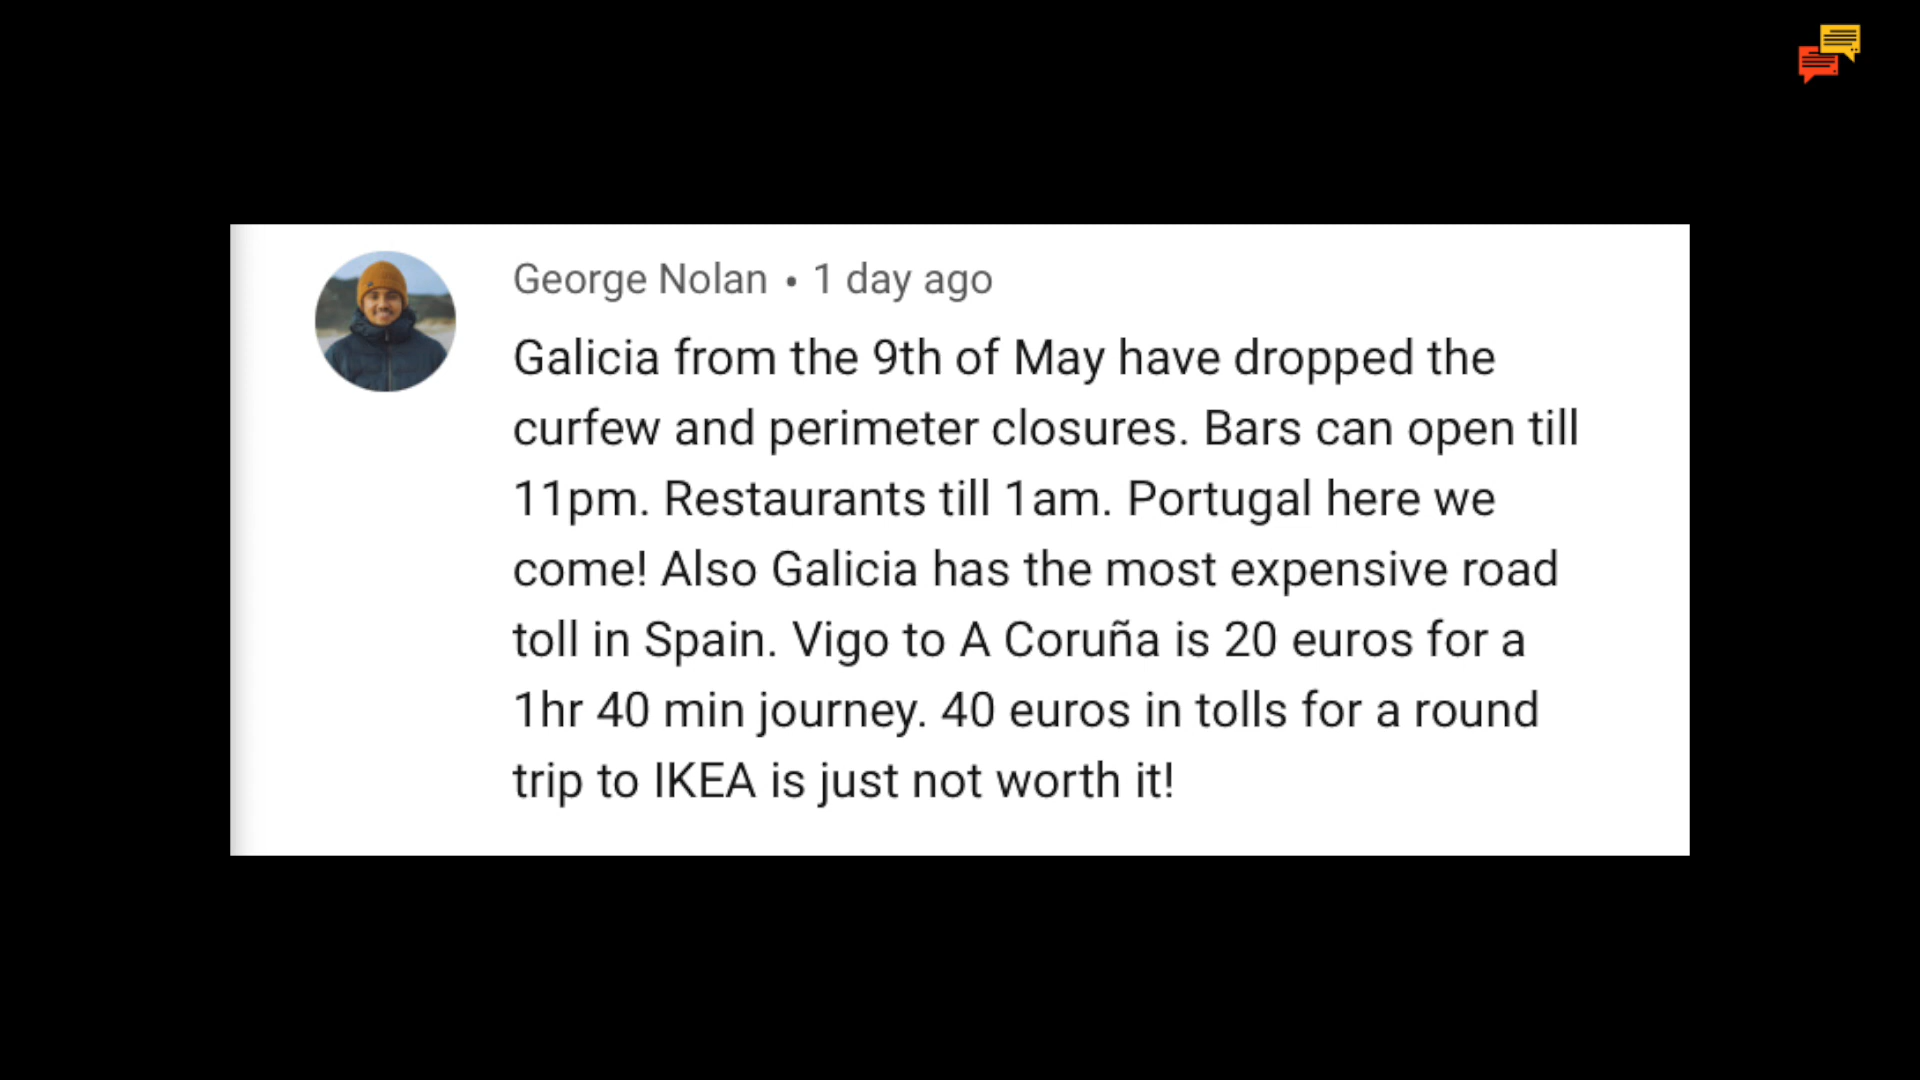 George Nolan • 1 day ago
Galicia from the 9th of May have dropped the
curfew and perimeter closures. Bars can open till
11pm. Restaurants till 1am. Portugal here we
come! Also Galicia has the most expensive road
toll in Spain. Vigo to A Coruña is 20 euros for a
1hr 40 min journey. 40 euros in tolls for a round
trip to IKEA is just not worth it!